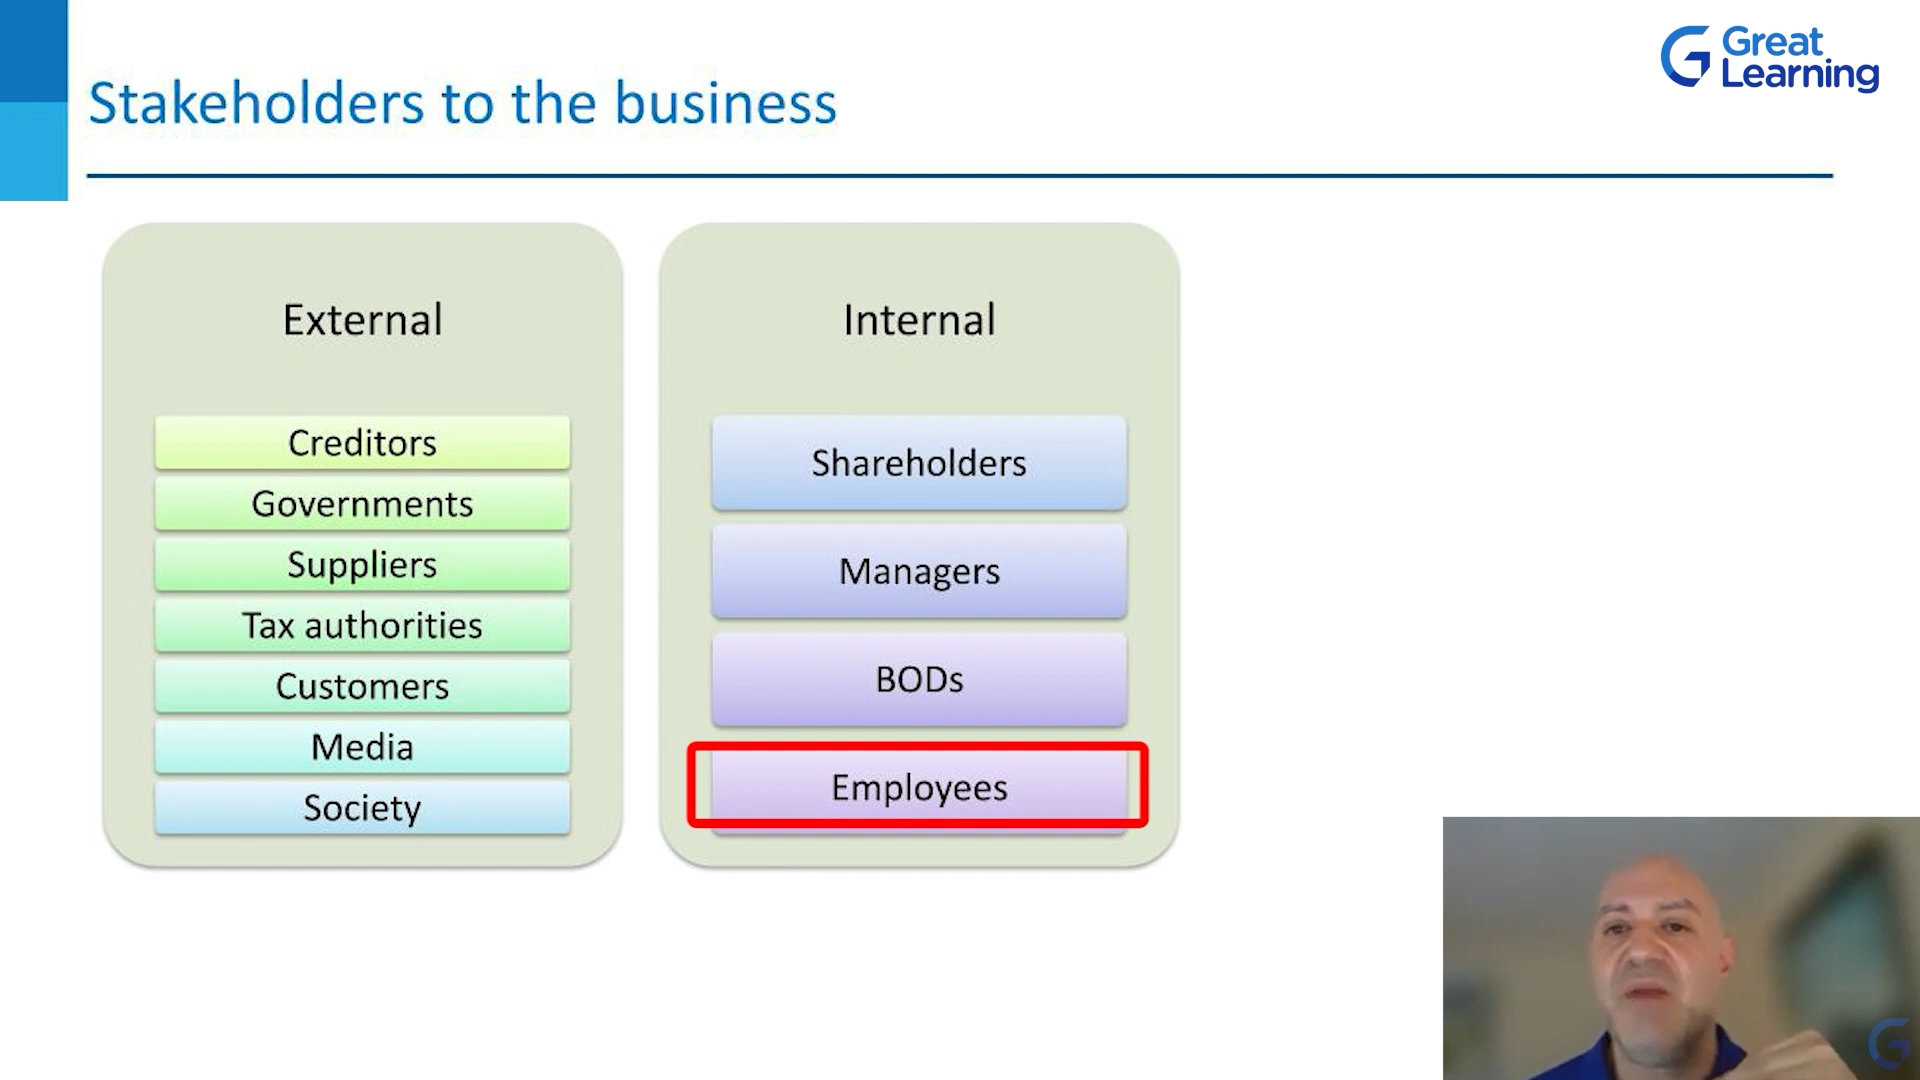 Great
Learning
Stakeholders to the business
External
Creditors
Governments
Suppliers
Tax authorities
Customers
Media
Society
Internal
Shareholders
Managers
BODs
Employees